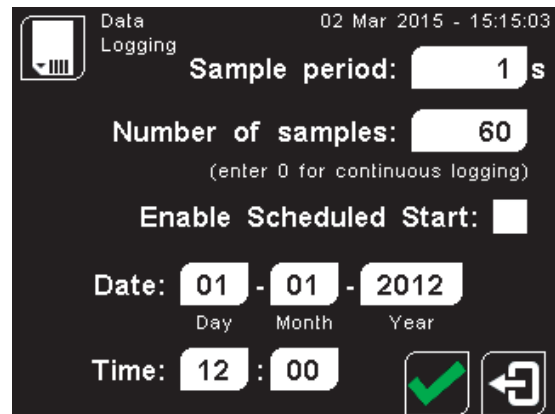 Data Logging
02 Mar 2015 - 15:15:03
Sample period: 1 s
Number of samples: 60
(enter 0 for continuous logging)
Enable Scheduled Start:
Date: 01 - 01 - 2012
Day Month Year
Time: 12 : 00